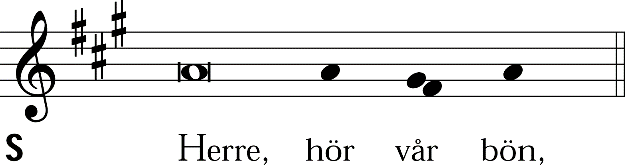 S Herre, hör vår bön,